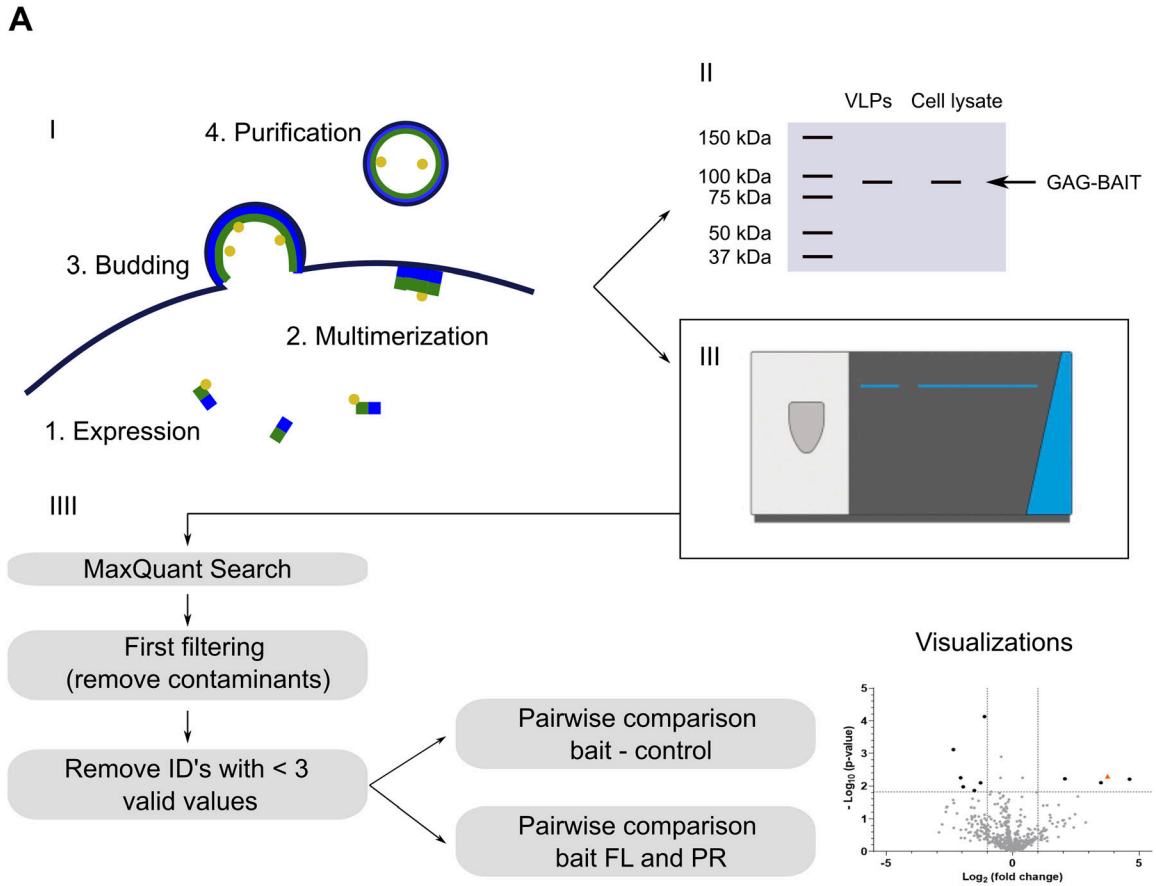 A
I
4. Purification
3. Budding
2. Multimerization
1. Expression
II
VLPs Cell lysate
150 kDa
100 kDa
75 kDa
50 kDa
37 kDa
GAG-BAIT
III
IIII
MaxQuant Search
First filtering
(remove contaminants)
Remove ID's with < 3
valid values
Pairwise comparison
bait - control
Pairwise comparison
bait FL and PR
Visualizations
- Log10 (p-value)
5
4
3
2
1
0
-5 0 5
Log2 (fold change)